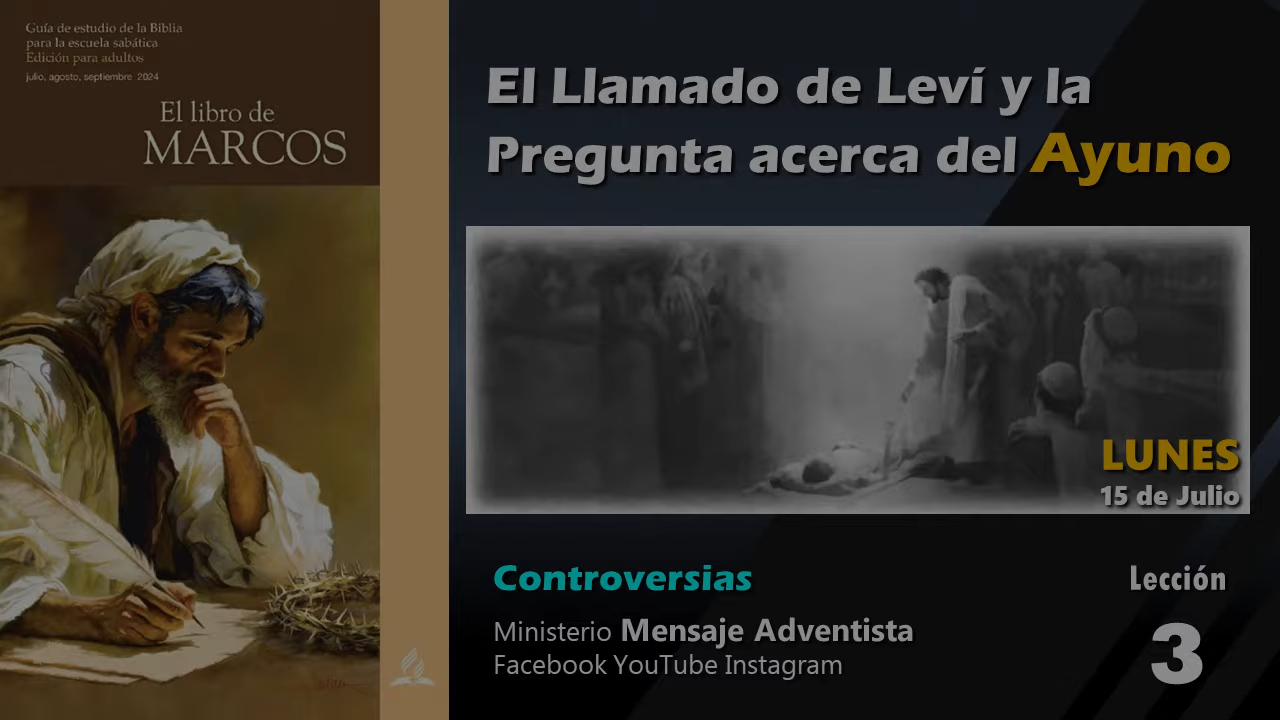 Guía de estudio de la Biblia
para la escuela sabática
Edición para adultos
julio, agosto, septiembre 2024
El libro de
MARCOS
El Llamado de Leví y la
Pregunta acerca del Ayuno
LUNES
15 de Julio
Controversias
Ministerio Mensaje Adventista
Facebook YouTube Instagram
Lección
3